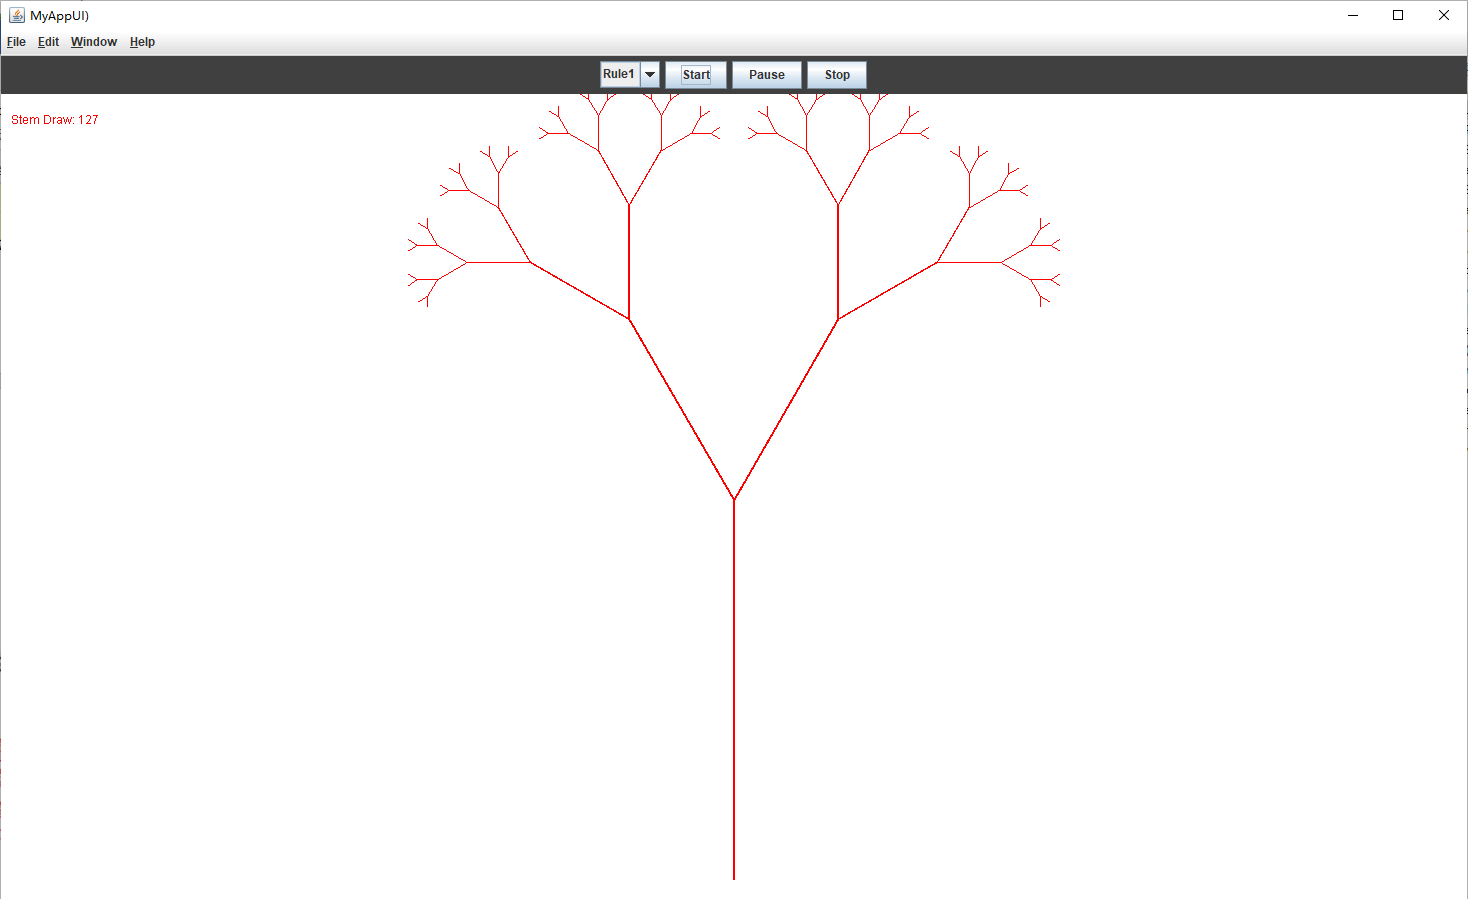 MyAppUI)
File Edit Window Help
Rule1 Start Pause Stop
Stem Draw: 127